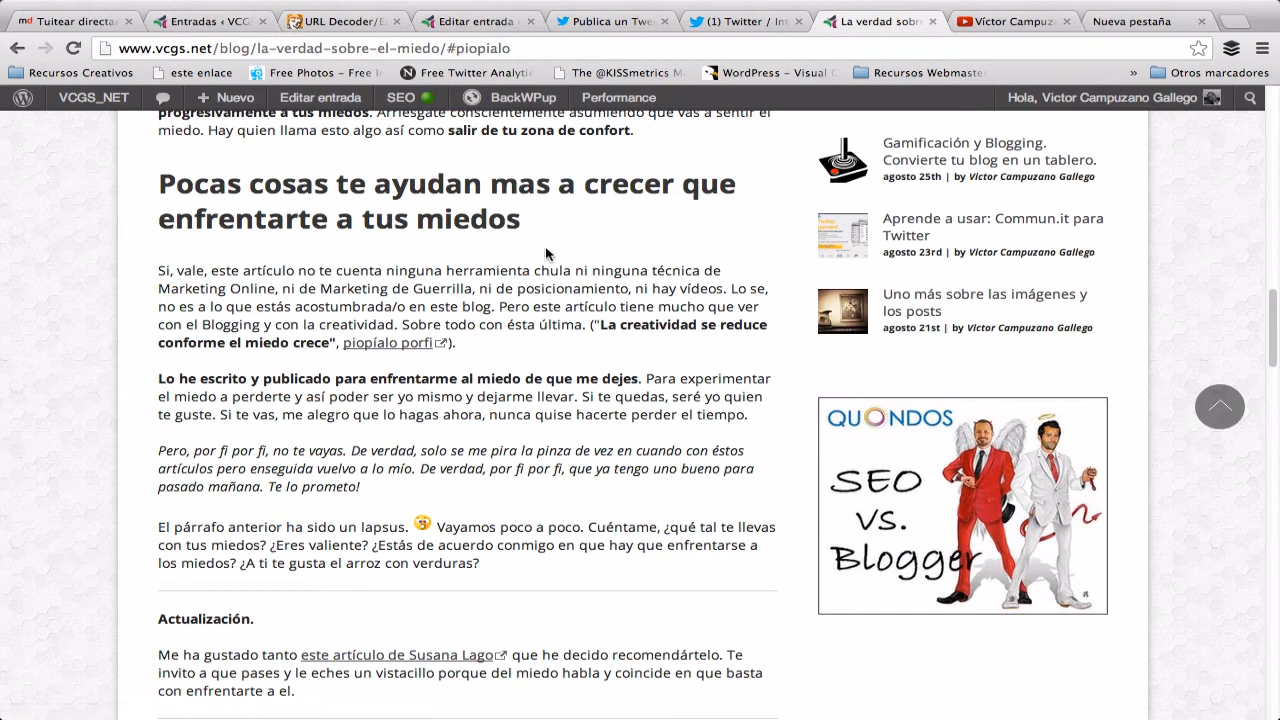 Tuitear directa
Entradas ‹ VCG
URL Decoder/E
Editar entrada
Publica un Twe
(1) Twitter / In
La verdad sobr
Víctor Campuz
Nueva pestaña
www.vcgs.net/blog/la-verdad-sobre-el-miedo/#piopialo
Recursos Creativos
este enlace
Free Photos – Free I
Free Twitter Analytic
The @KISSmetrics M
WordPress – Visual C
Recursos Webmaster
»
Otros marcadores
VCGS_NET
Nuevo
Editar entrada
SEO
BackWPup
Performance
Hola, Victor Campuzano Gallego
progresivamente a tus miedos. Arriésgate conscientemente asumiendo que vas a sentir el
miedo. Hay quien llama esto algo así como salir de tu zona de confort.
Pocas cosas te ayudan mas a crecer que
enfrentarte a tus miedos
Si, vale, este artículo no te cuenta ninguna herramienta chula ni ninguna técnica de
Marketing Online, ni de Marketing de Guerrilla, ni de posicionamiento, ni hay vídeos. Lo se,
no es a lo que estás acostumbrada/o en este blog. Pero este artículo tiene mucho que ver
con el Blogging y con la creatividad. Sobre todo con ésta última. ("La creatividad se reduce
conforme el miedo crece", piopíalo porfi).
Lo he escrito y publicado para enfrentarme al miedo de que me dejes. Para experimentar
el miedo a perderte y así poder ser yo mismo y dejarme llevar. Si te quedas, seré yo quien
te guste. Si te vas, me alegro que lo hagas ahora, nunca quise hacerte perder el tiempo.
Pero, por fi por fi, no te vayas. De verdad, solo se me pira la pinza de vez en cuando con éstos
artículos pero enseguida vuelvo a lo mío. De verdad, por fi por fi, que ya tengo uno bueno para
pasado mañana. Te lo prometo!
El párrafo anterior ha sido un lapsus. Vayamos poco a poco. Cuéntame, ¿qué tal te llevas
con tus miedos? ¿Eres valiente? ¿Estás de acuerdo conmigo en que hay que enfrentarse a
los miedos? ¿A ti te gusta el arroz con verduras?
Actualización.
Me ha gustado tanto este artículo de Susana Lago que he decido recomendártelo. Te
invito a que pases y le eches un vistacillo porque del miedo habla y coincide en que basta
con enfrentarte a el.
Gamificación y Blogging.
Convierte tu blog en un tablero.
agosto 25th | by Victor Campuzano Gallego
Aprende a usar: Commun.it para
Twitter
agosto 23rd | by Victor Campuzano Gallego
Uno más sobre las imágenes y
los posts
agosto 21st | by Victor Campuzano Gallego
QUONDOS
SEO
vs.
Blogger